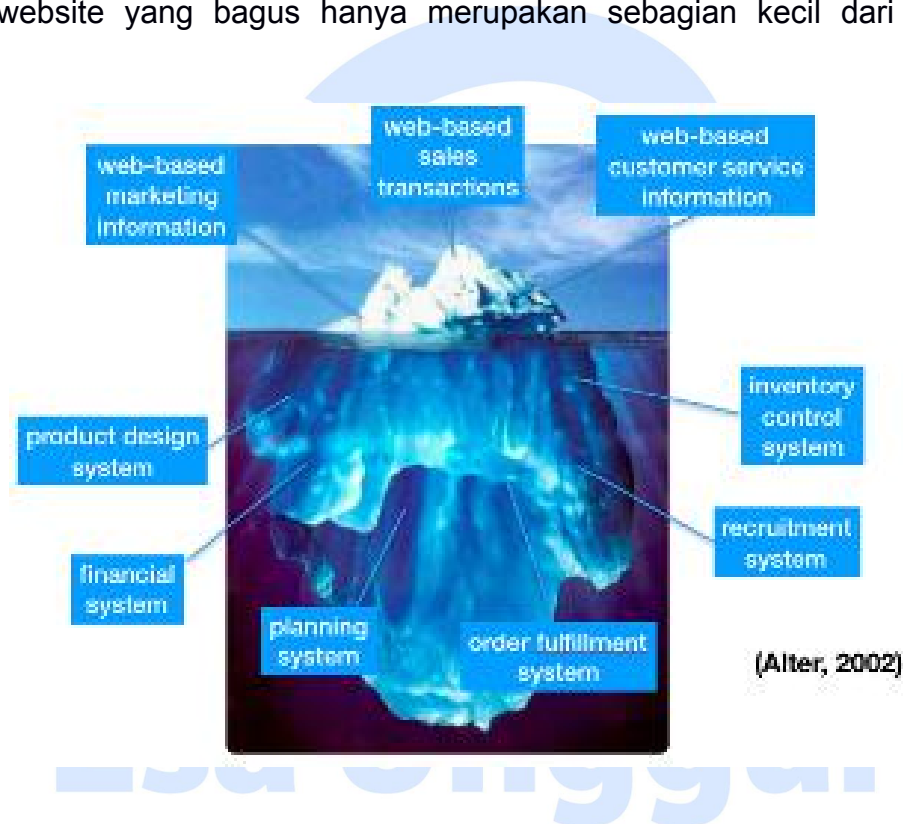 website yang bagus hanya merupakan sebagian kecil dari
web-based
sales
transactions
web-based
marketing
information
web-based
customer service
information
product design
system
inventory
control
system
financial
system
recruitment
system
planning
system
order fulfillment
system
(Alter, 2002)
Esa Unggul